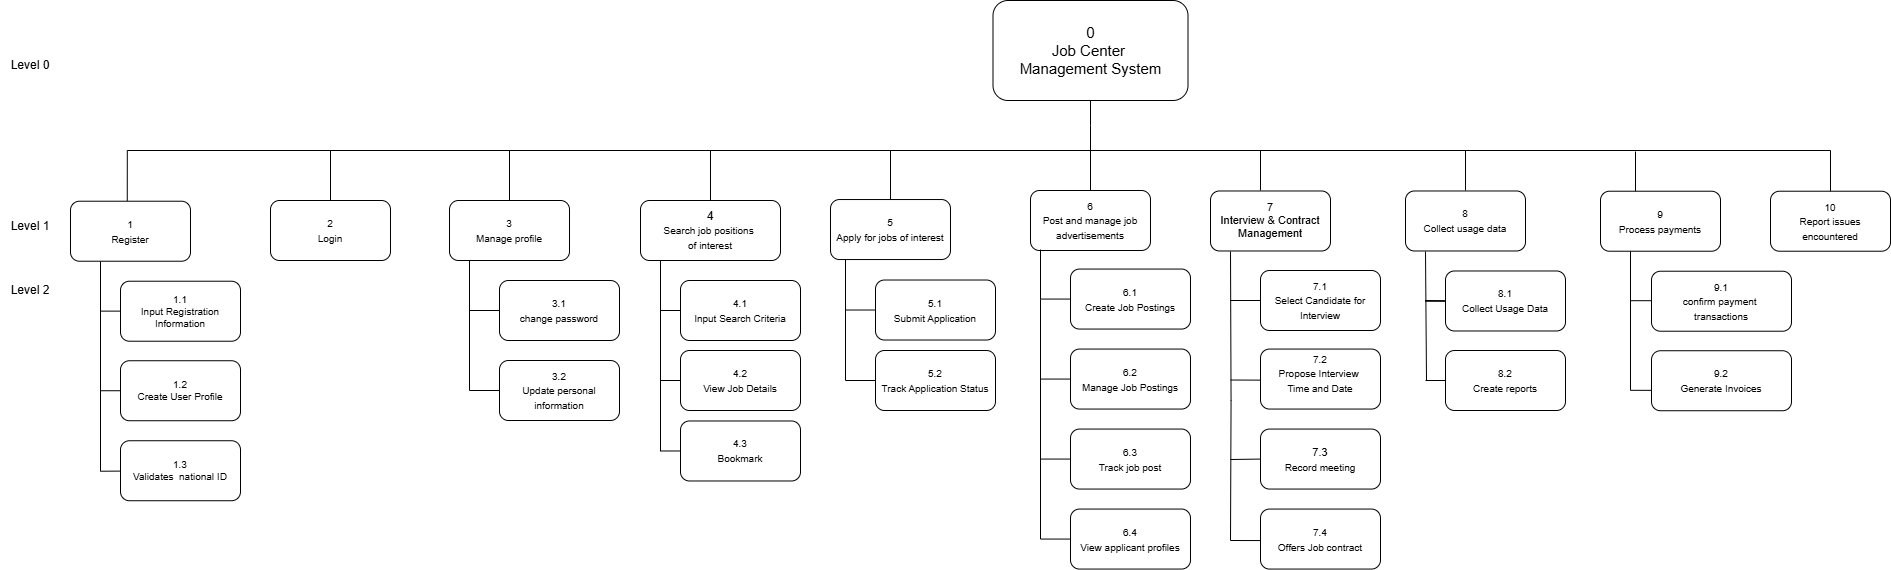 0
Job Center
Management System
Level 0
Level 1
1
Register
2
Login
3
Manage profile
4
Search job positions
of interest
5
Apply for jobs of interest
6
Post and manage job
advertisements
7
Interview & Contract
Management
8
Collect usage data
9
Process payments
10
Report issues
encountered
Level 2
1.1
Input Registration
Information
1.2
Create User Profile
1.3
Validates  national ID
3.1
change password
3.2
Update personal
information
4.1
Input Search Criteria
4.2
View Job Details
4.3
Bookmark
5.1
Submit Application
5.2
Track Application Status
6.1
Create Job Postings
6.2
Manage Job Postings
6.3
Track job post
6.4
View applicant profiles
7.1
Select Candidate for
Interview
7.2
Propose Interview
Time and Date
7.3
Record meeting
7.4
Offers Job contract
8.1
Collect Usage Data
8.2
Create reports
9.1
confirm payment
transactions
9.2
Generate Invoices